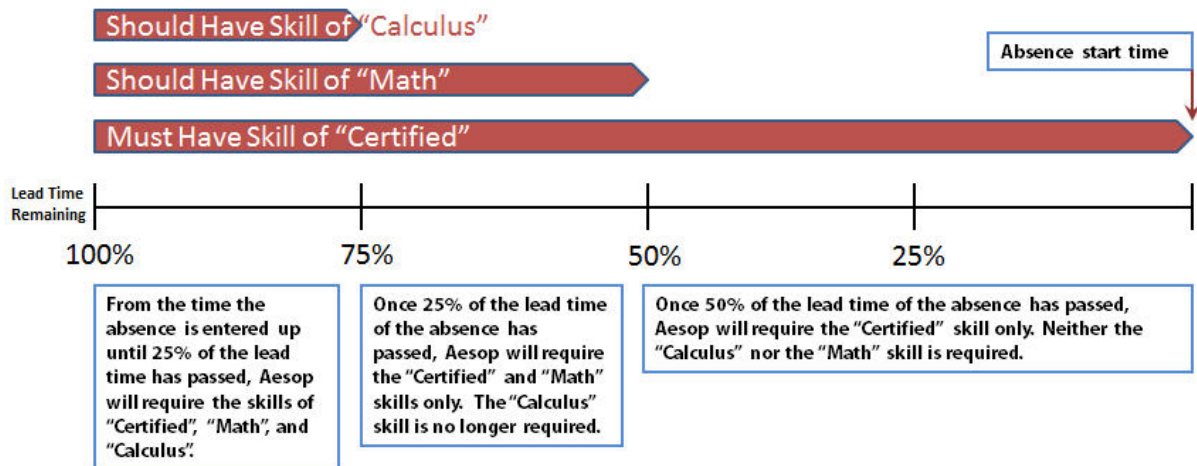 Should Have Skill of “Calculus”
Should Have Skill of “Math”
Absence start time
Must Have Skill of “Certified”
Lead Time
Remaining
100%
75%
50%
25%
From the time the
absence is entered up
until 25% of the lead
time has passed, Aesop
will require the skills of
“Certified”, “Math”, and
“Calculus”.
Once 25% of the lead time
of the absence has
passed, Aesop will require
the “Certified” and “Math”
skills only. The “Calculus”
skill is no longer required.
Once 50% of the lead time of the absence has passed,
Aesop will require the “Certified” skill only. Neither the
“Calculus” nor the “Math” skill is required.